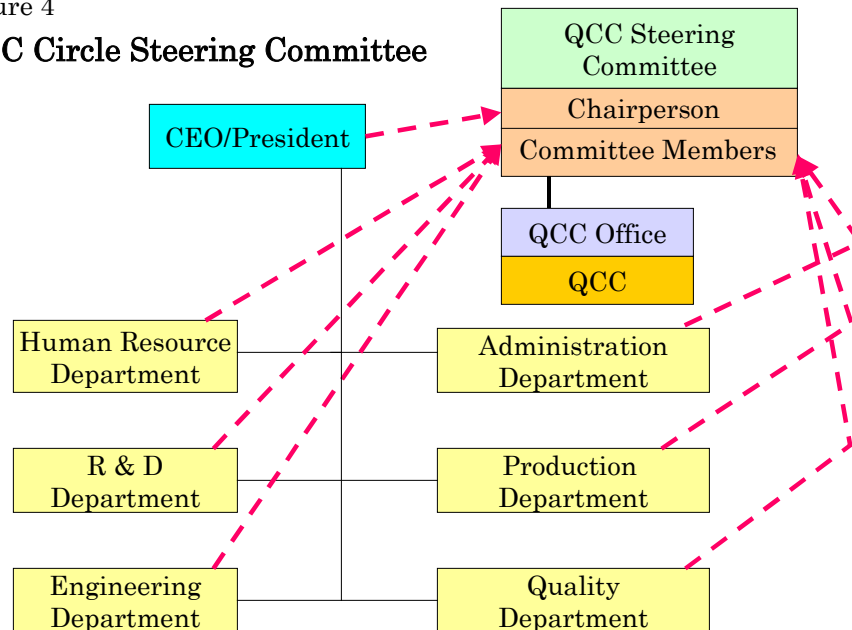 ure 4
C Circle Steering Committee
QCC Steering
Committee
Chairperson
CEO/President
Committee Members
QCC Office
QCC
Human Resource
Department
Administration
Department
R & D
Department
Production
Department
Engineering
Department
Quality
Department